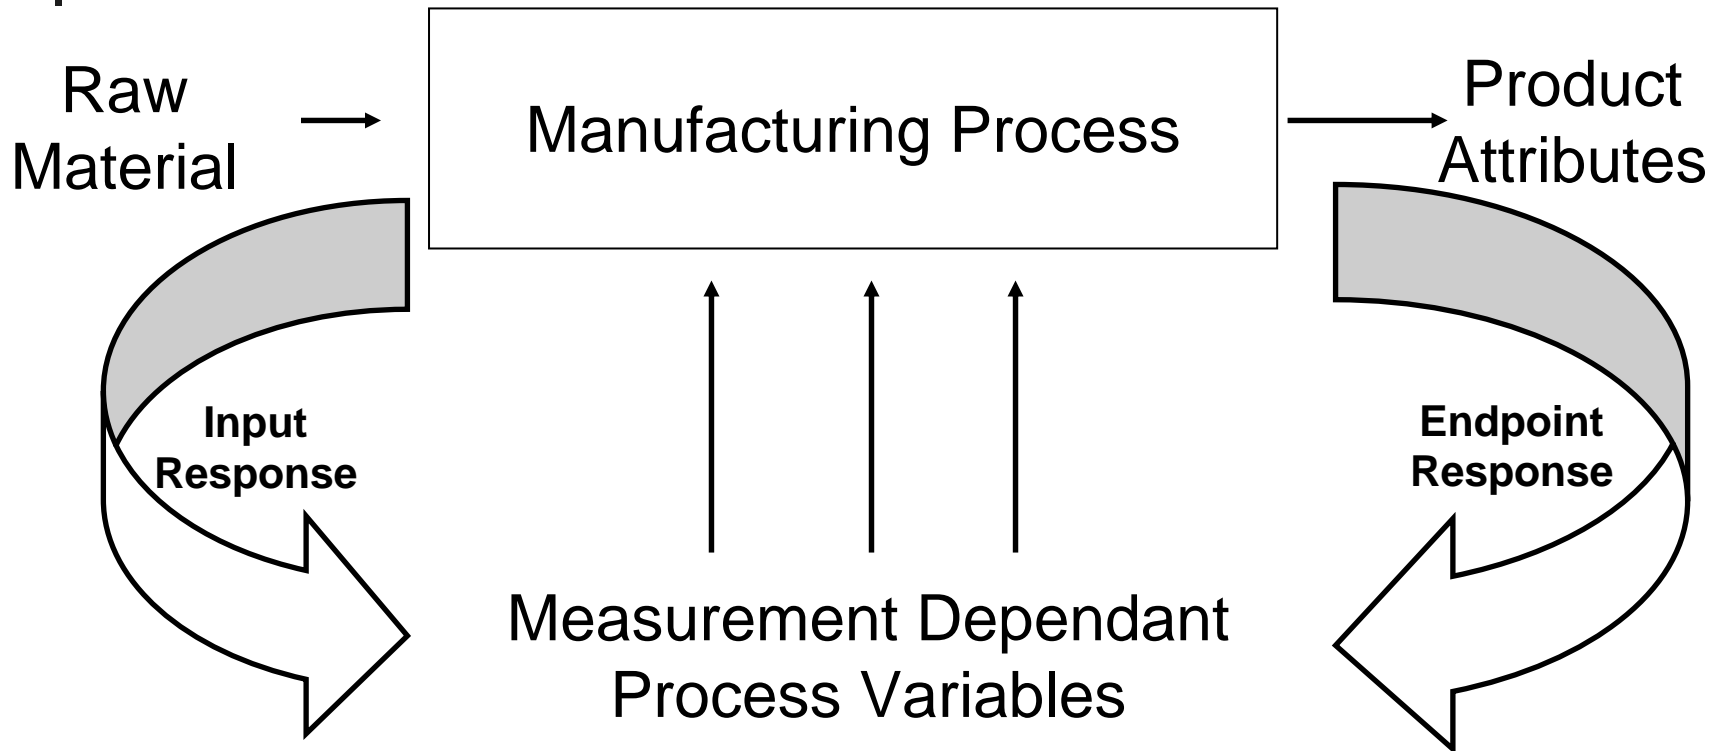 Raw
Material
Manufacturing Process
Product
Attributes
Input
Response
Endpoint
Response
Measurement Dependant
Process Variables